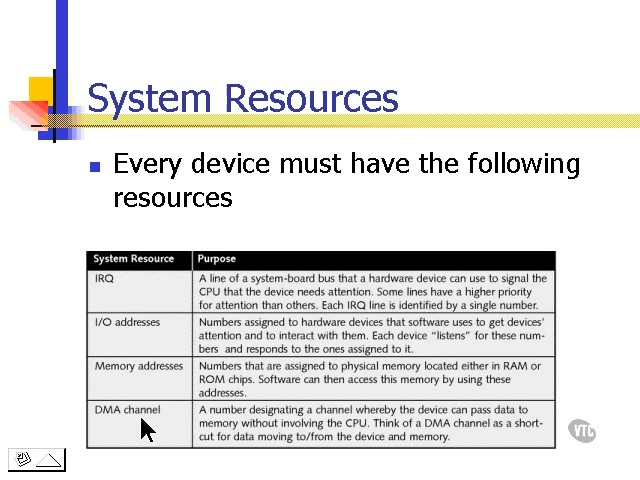 System Resources
Every device must have the following
resources
System Resource Purpose
IRQ A line of a system-board bus that a hardware device can use to signal the
CPU that the device needs attention. Some lines have a higher priority
for attention than others. Each IRQ line is identified by a single number.
I/O addresses Numbers assigned to hardware devices that software uses to get devices'
attention and to interact with them. Each device "listens" for these num-
bers and responds to the ones assigned to it.
Memory addresses Numbers that are assigned to physical memory located either in RAM or
ROM chips. Software can then access this memory by using these
addresses.
DMA channel A number designating a channel whereby the device can pass data to
memory without involving the CPU. Think of a DMA channel as a short-
cut for data moving to/from the device and memory.
VTC